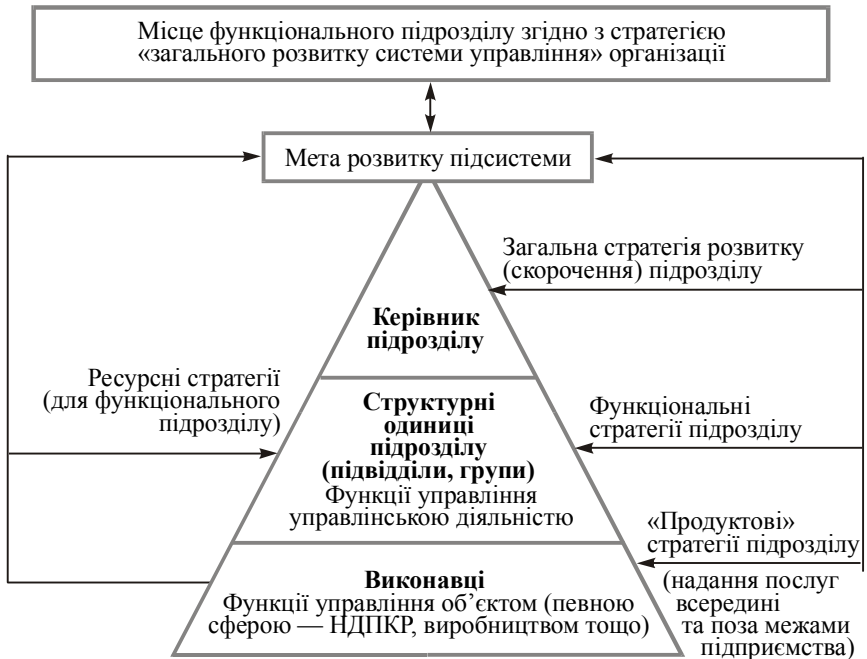 Місце функціонального підрозділу згідно з стратегією
«загального розвитку системи управління» організації
Мета розвитку підсистеми
Загальна стратегія розвитку
(скорочення) підрозділу
Керівник
підрозділу
Ресурсні стратегії
(для функціонального
підрозділу)
Структурні
одиниці
підрозділу
(підвідділи, групи)
Функції управління
управлінською діяльністю
Функціональні
стратегії підрозділу
«Продуктові»
стратегії підрозділу
(надання послуг
всередині
та поза межами
підприємства)
Виконавці
Функції управління об’єктом (певною
сферою — НДПКР, виробництвом тощо)